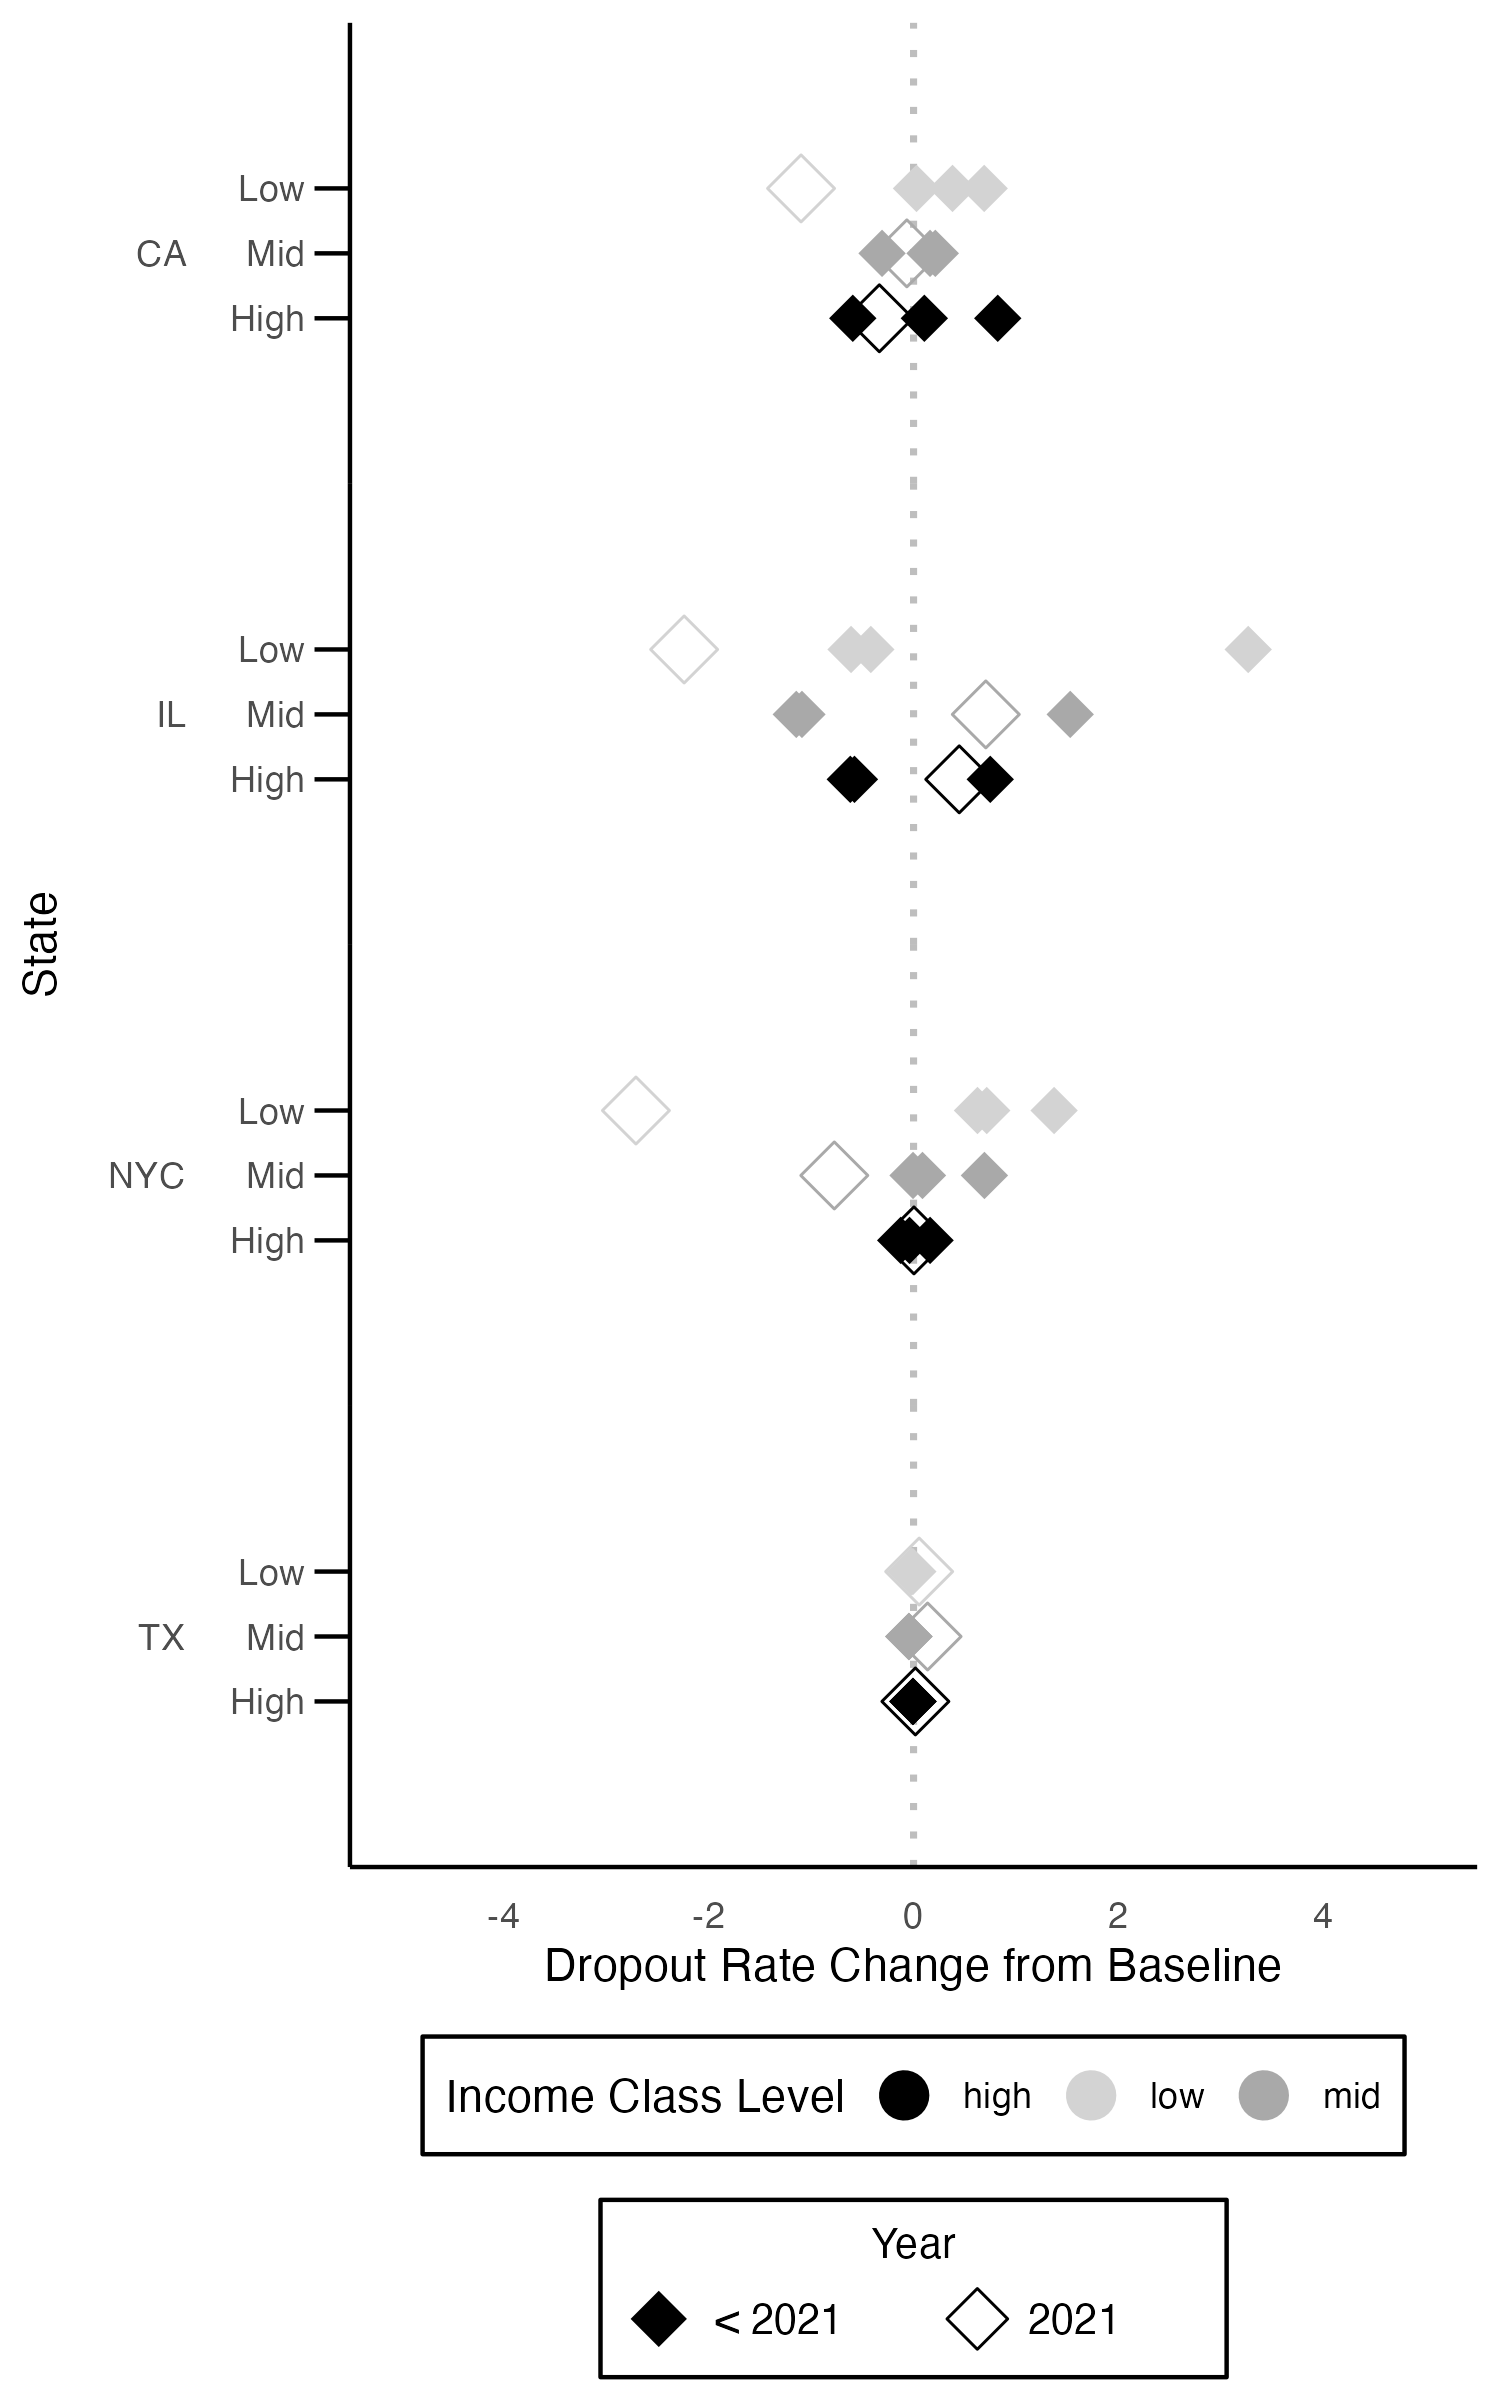 Low
CA Mid
High
Low
IL Mid
High
State
Low
NYC Mid
High
Low
TX Mid
High
-4 -2 0 2 4
Dropout Rate Change from Baseline
Income Class Level high low mid
Year
< 2021 2021